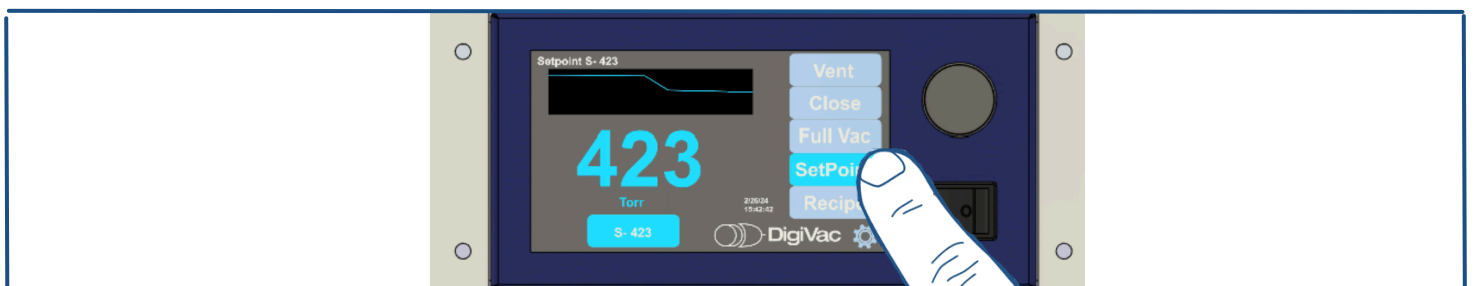 Setpoint S- 423
Vent
Close
Full Vac
423
Torr
2/26/24
15:42:42
S- 423
DigiVac